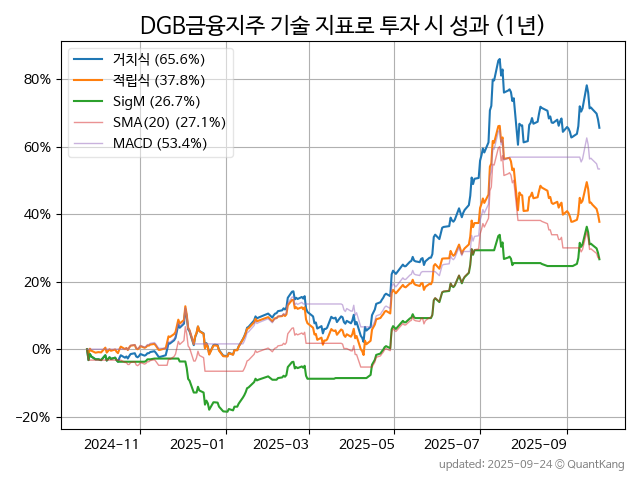 DGB금융지주 기술 지표로 투자 시 성과 (1년)
거치식 (65.6%)
적립식 (37.8%)
SigM (26.7%)
SMA(20) (27.1%)
MACD (53.4%)
80%
60%
40%
20%
0%
−20%
2024−11 2025−01 2025−03 2025−05 2025−07 2025−09
updated: 2025-09-24 © QuantKang